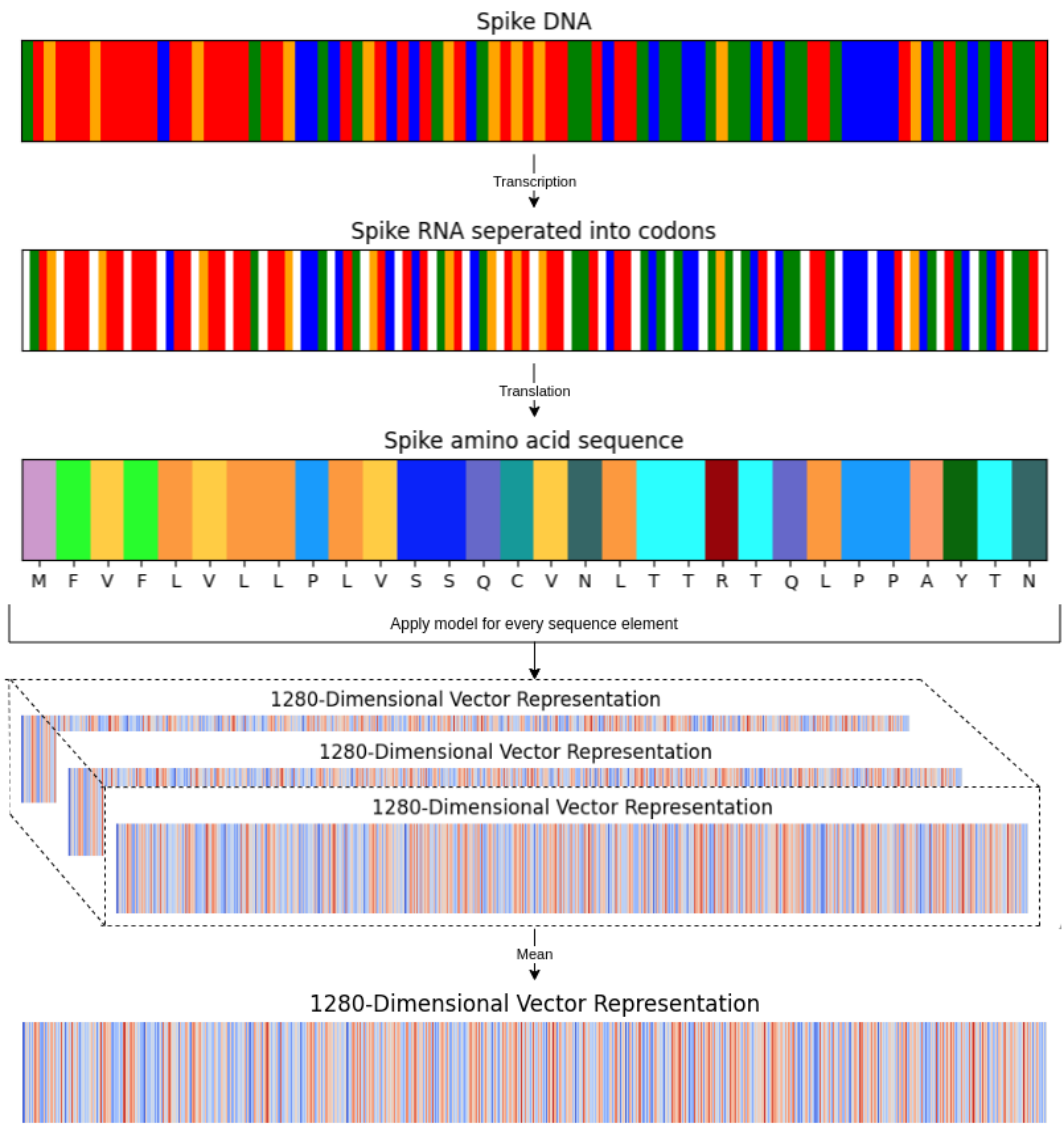 Spike DNA
Transcription
Spike RNA seperated into codons
Translation
Spike amino acid sequence
M F V F L V L L P L V S S Q C V N L T T R T Q L P P A Y T N
Apply model for every sequence element
1280-Dimensional Vector Representation
1280-Dimensional Vector Representation
1280-Dimensional Vector Representation
Mean
1280-Dimensional Vector Representation